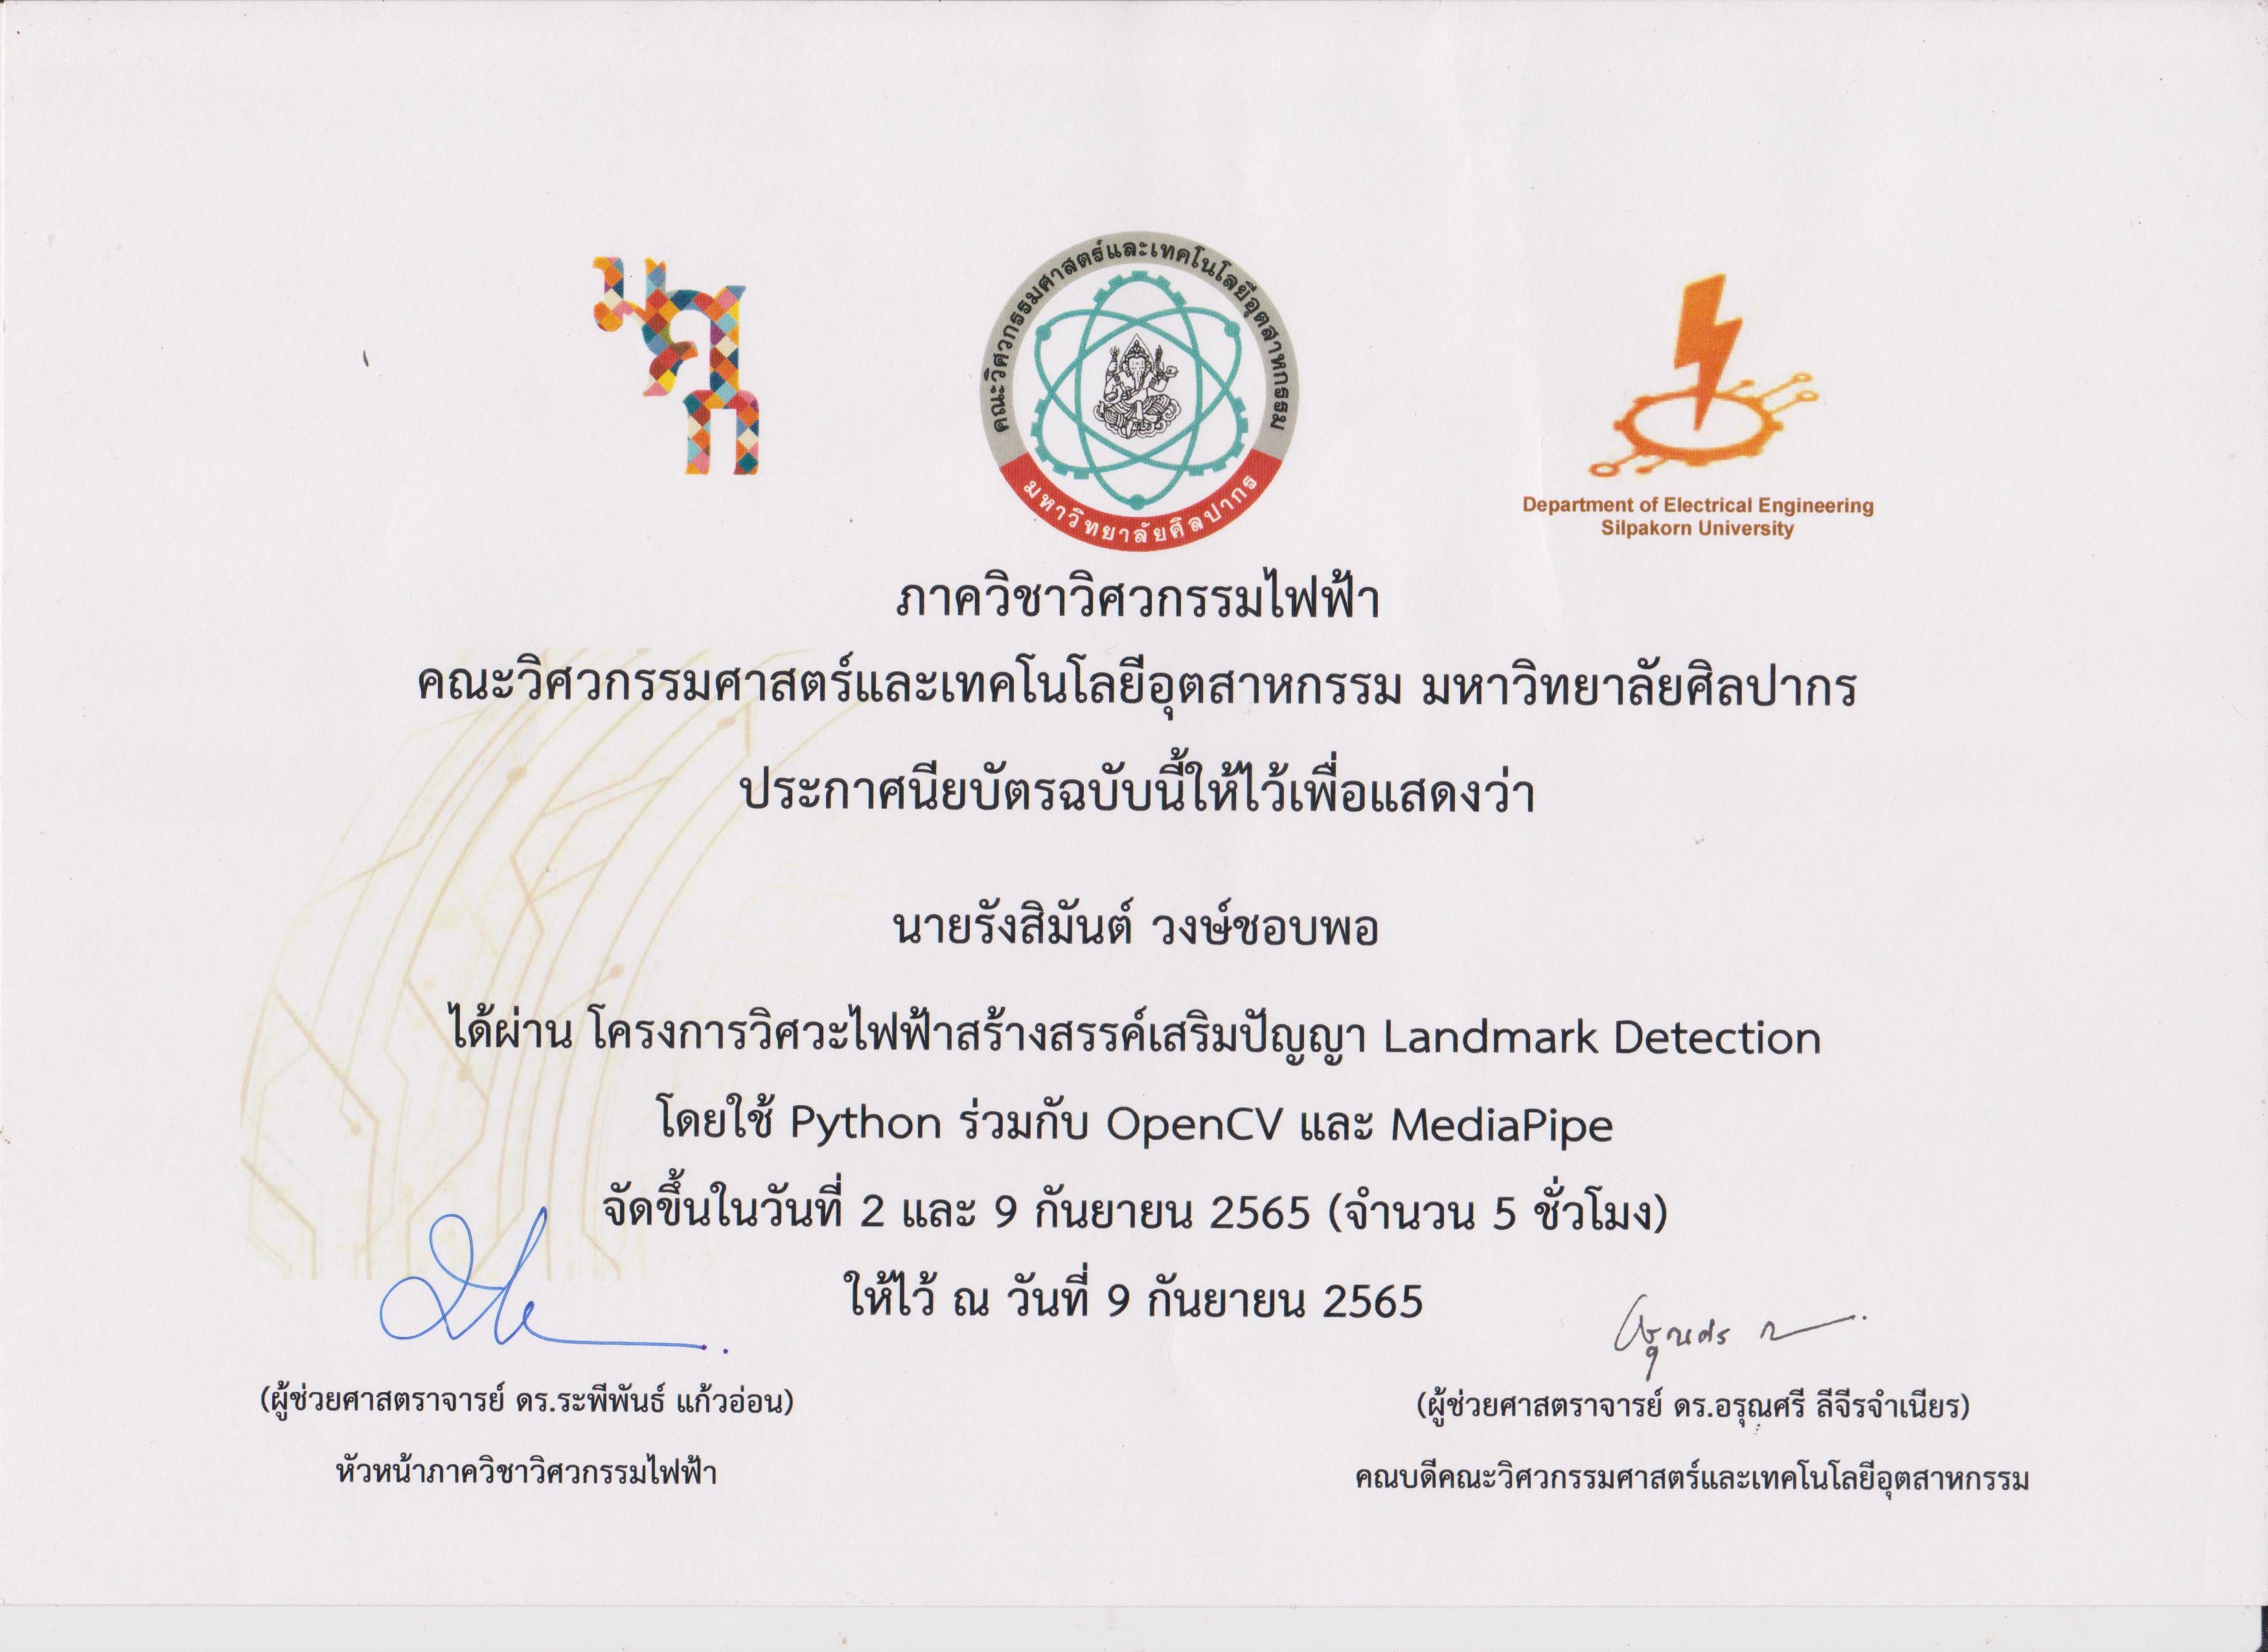 คณะวิศวกรรมศาสตร์และเทคโนโลยีอุตสาหกรรม
มหาวิทยาลัยศิลปากร
Department of Electrical Engineering
Silpakorn University
ภาควิชาวิศวกรรมไฟฟ้า
คณะวิศวกรรมศาสตร์และเทคโนโลยีอุตสาหกรรม มหาวิทยาลัยศิลปากร
ประกาศนียบัตรฉบับนี้ให้ไว้เพื่อแสดงว่า
นายรังสิมันต์ วงษ์ชอบพอ
ได้ผ่าน โครงการวิศวะไฟฟ้าสร้างสรรค์เสริมปัญญา Landmark Detection
โดยใช้ Python ร่วมกับ OpenCV และ MediaPipe
จัดขึ้นในวันที่ 2 และ 9 กันยายน 2565 (จำนวน 5 ชั่วโมง)
ให้ไว้ ณ วันที่ 9 กันยายน 2565
(ผู้ช่วยศาสตราจารย์ ดร.ระพีพันธ์ แก้วอ่อน)
หัวหน้าภาควิชาวิศวกรรมไฟฟ้า
(ผู้ช่วยศาสตราจารย์ ดร.อรุณศรี ลีจีรจำเนียร)
คณบดีคณะวิศวกรรมศาสตร์และเทคโนโลยีอุตสาหกรรม